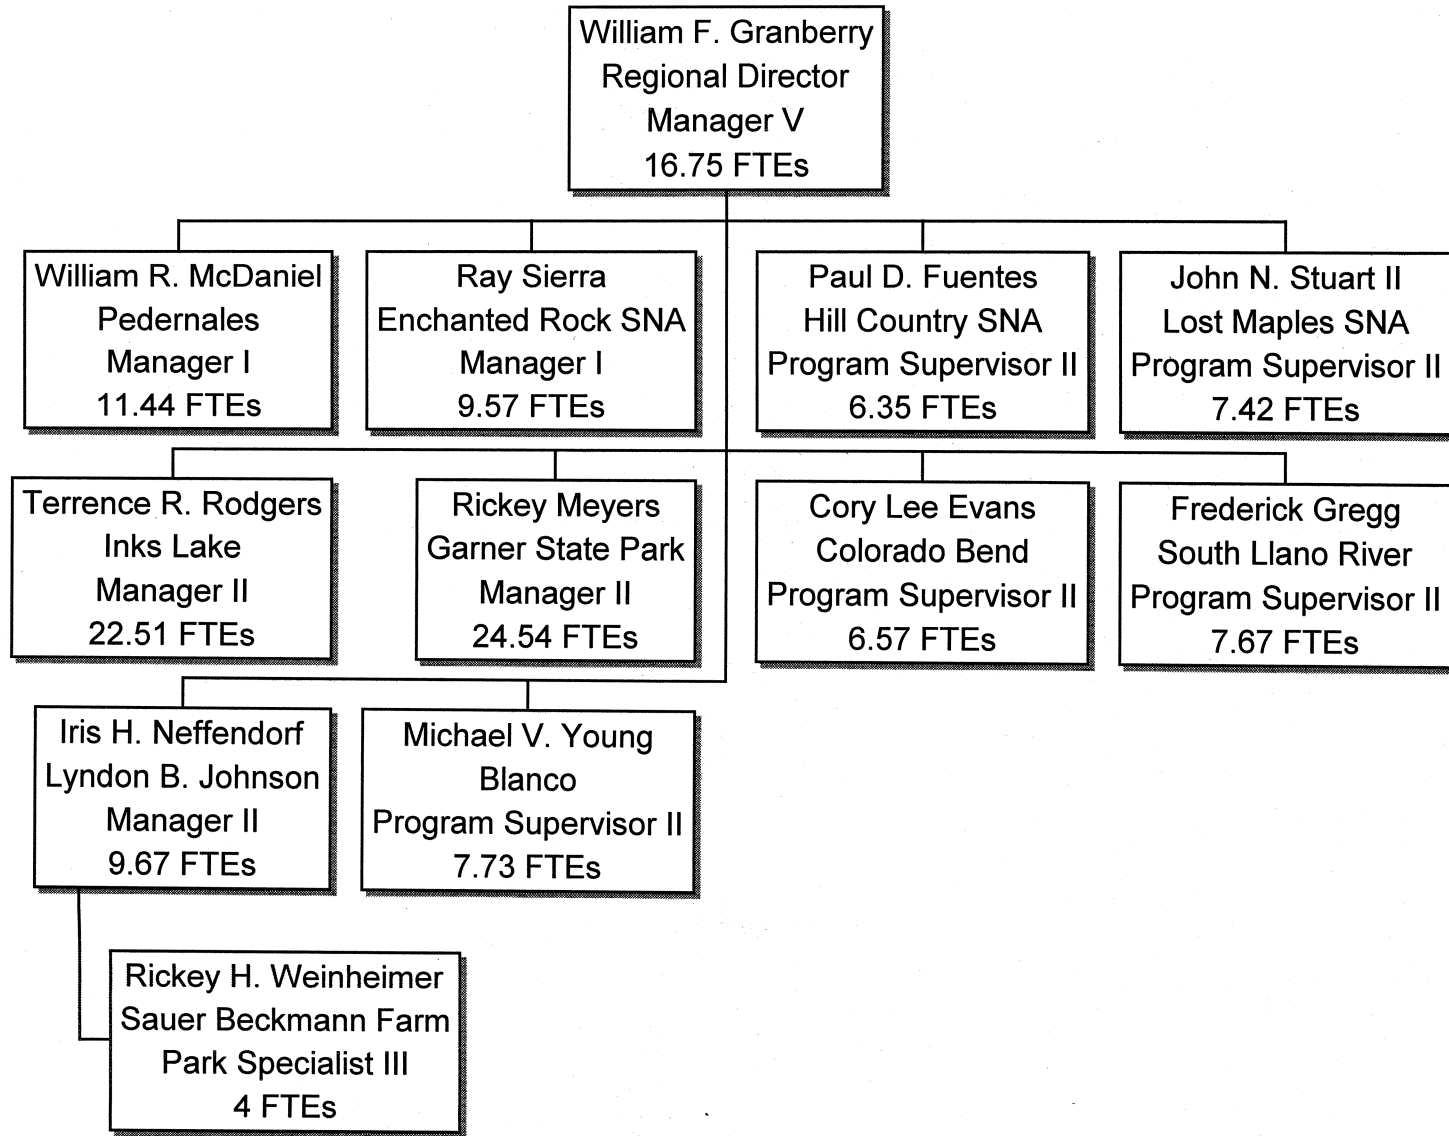 William F. Granberry
Regional Director
Manager V
16.75 FTEs
William R. McDaniel
Pedernales
Manager I
11.44 FTEs
Ray Sierra
Enchanted Rock SNA
Manager I
9.57 FTEs
Paul D. Fuentes
Hill Country SNA
Program Supervisor II
6.35 FTEs
John N. Stuart II
Lost Maples SNA
Program Supervisor II
7.42 FTEs
Terrence R. Rodgers
Inks Lake
Manager II
22.51 FTEs
Rickey Meyers
Garner State Park
Manager II
24.54 FTEs
Cory Lee Evans
Colorado Bend
Program Supervisor II
6.57 FTEs
Frederick Gregg
South Llano River
Program Supervisor II
7.67 FTEs
Iris H. Neffendorf
Lyndon B. Johnson
Manager II
9.67 FTEs
Michael V. Young
Blanco
Program Supervisor II
7.73 FTEs
Rickey H. Weinheimer
Sauer Beckmann Farm
Park Specialist III
4 FTEs